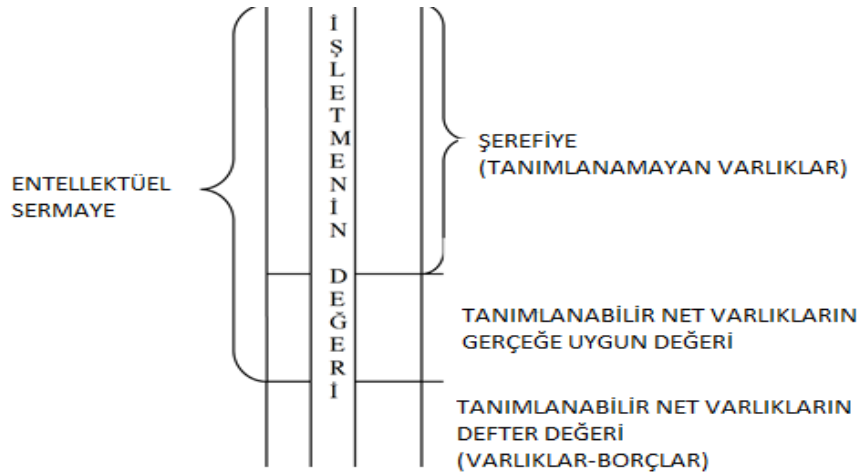 ENTELLEKTÜEL
SERMAYE
İŞLETMENİN DEĞERİ
ŞEREFİYE
(TANIMLANAMAYAN VARLIKLAR)
TANIMLANABİLİR NET VARLIKLARIN
GERÇEĞE UYGUN DEĞERİ
TANIMLANABİLİR NET VARLIKLARIN
DEFTER DEĞERİ
(VARLIKLAR-BORÇLAR)